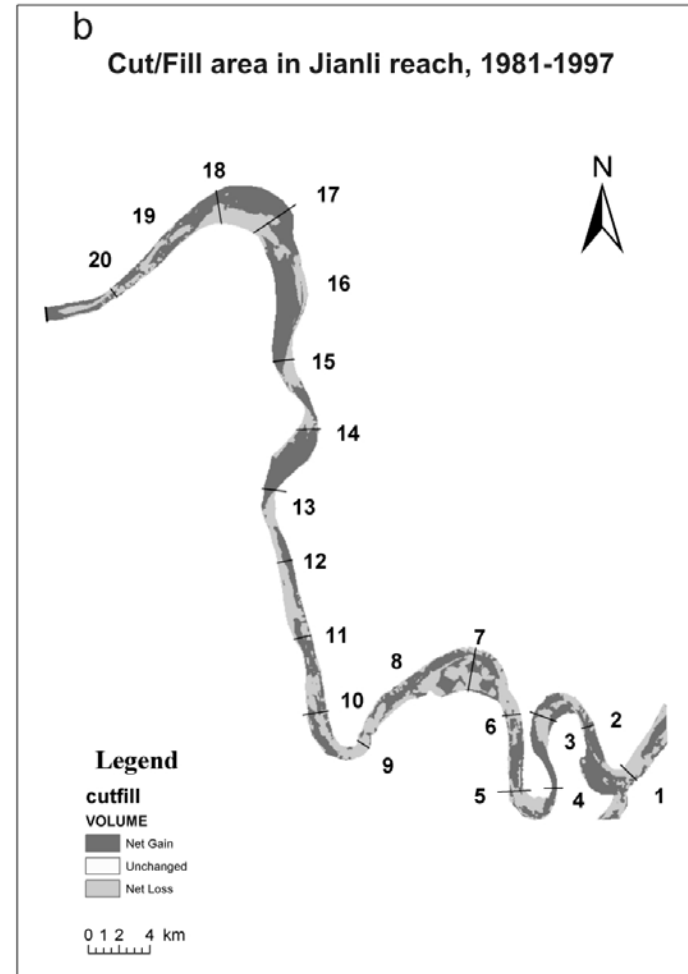 b
Cut/Fill area in Jianli reach, 1981-1997
N
18
17
19
20
16
15
14
13
12
11
10
9
8
7
6
5
4
3
2
1
Legend
cutfill
VOLUME
Net Gain
Unchanged
Net Loss
0 1 2 4 km